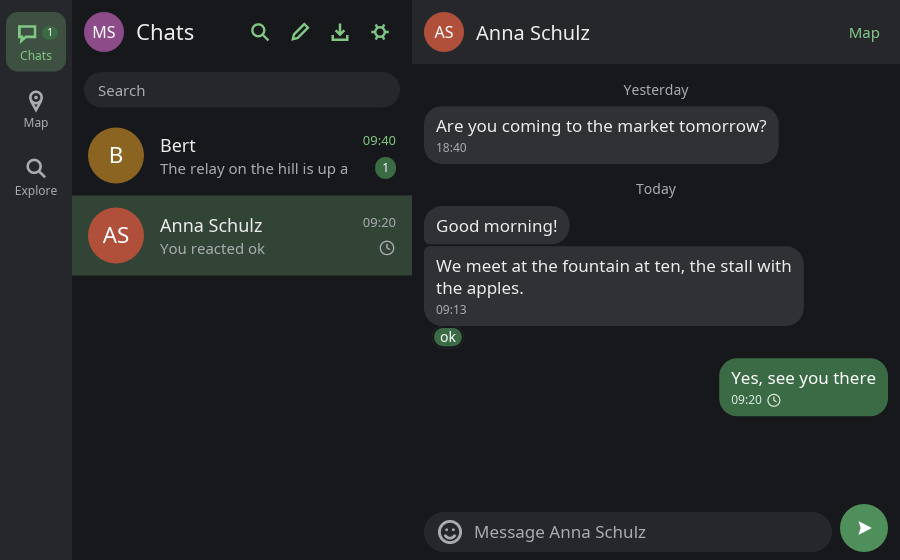 1
Chats
Map
Explore
MS
Chats
Search
B
Bert
09:40
The relay on the hill is up a
1
AS
Anna Schulz
09:20
You reacted ok
AS
Anna Schulz
Map
Yesterday
Are you coming to the market tomorrow?
18:40
Today
Good morning!
We meet at the fountain at ten, the stall with
the apples.
09:13
ok
Yes, see you there
09:20
Message Anna Schulz